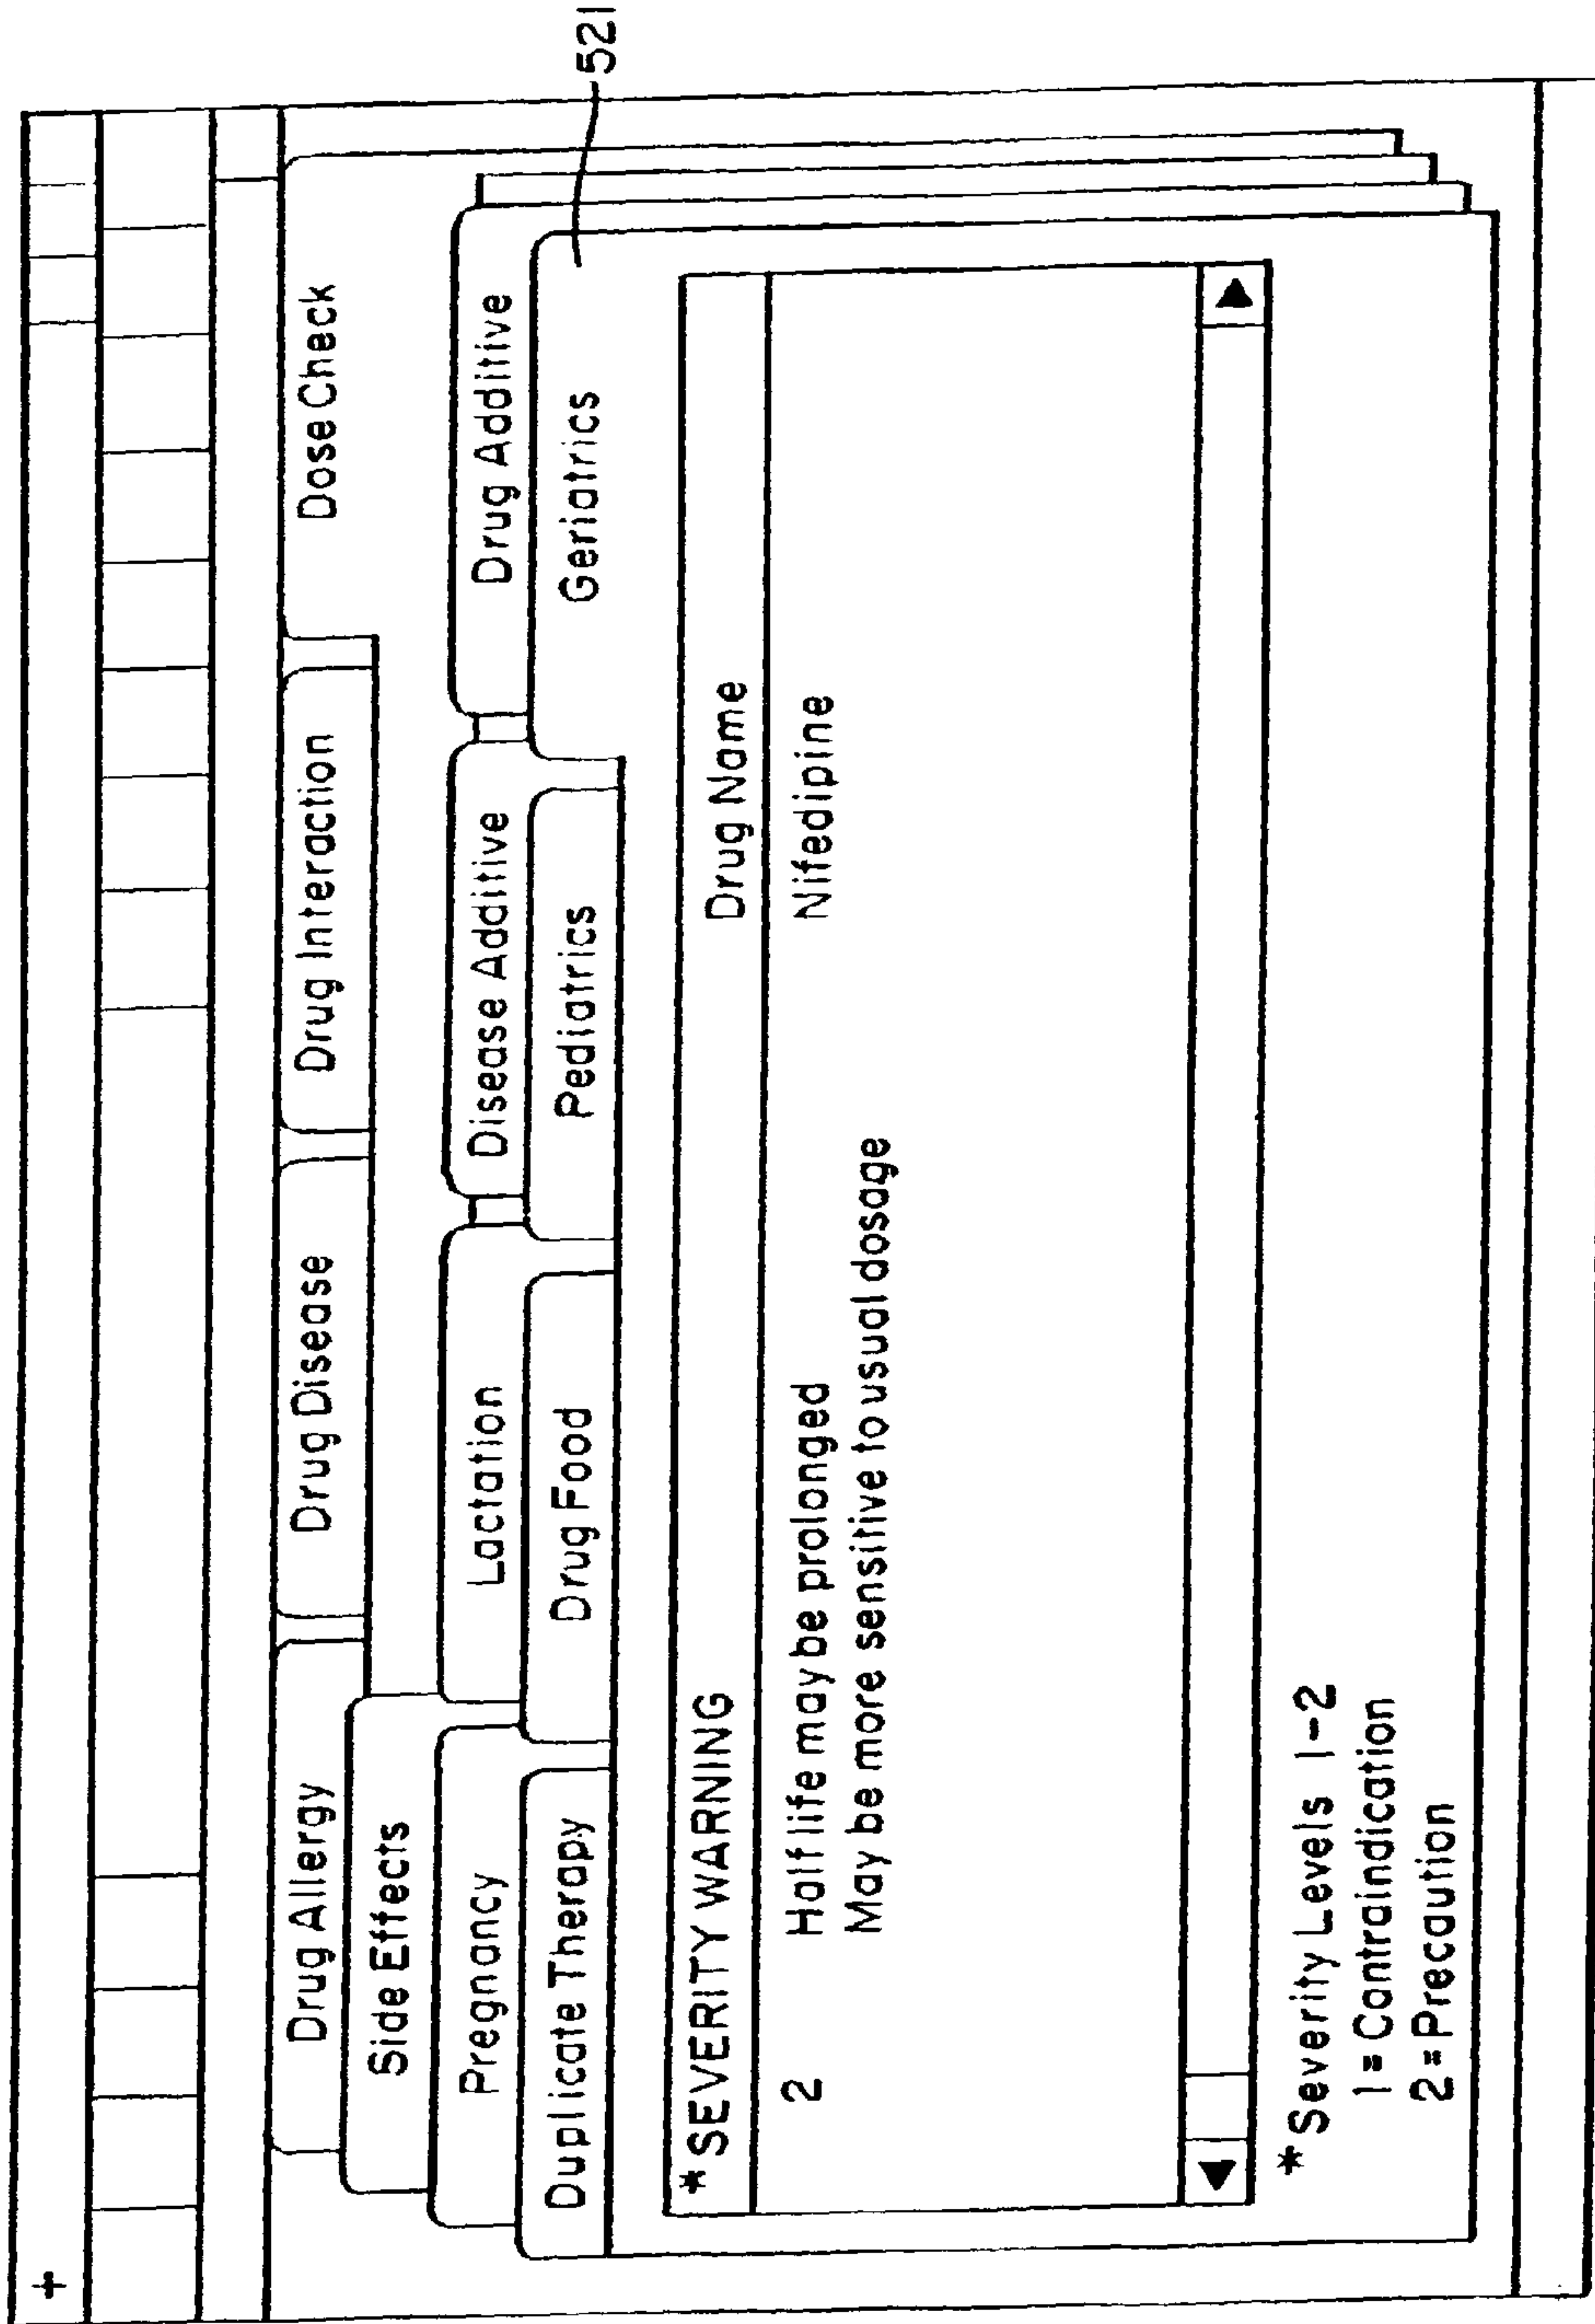 +
Drug Allergy Drug Disease Drug Interaction Dose Check
Side Effects
Pregnancy Lactation Disease Additive Drug Additive
Duplicate Therapy Drug Food Pediatrics Geriatrics
521
* SEVERITY WARNING Drug Name
2 Half life may be prolonged Nifedipine
May be more sensitive to usual dosage
* Severity Levels 1-2
1 = Cantraindication
2 = Precaution